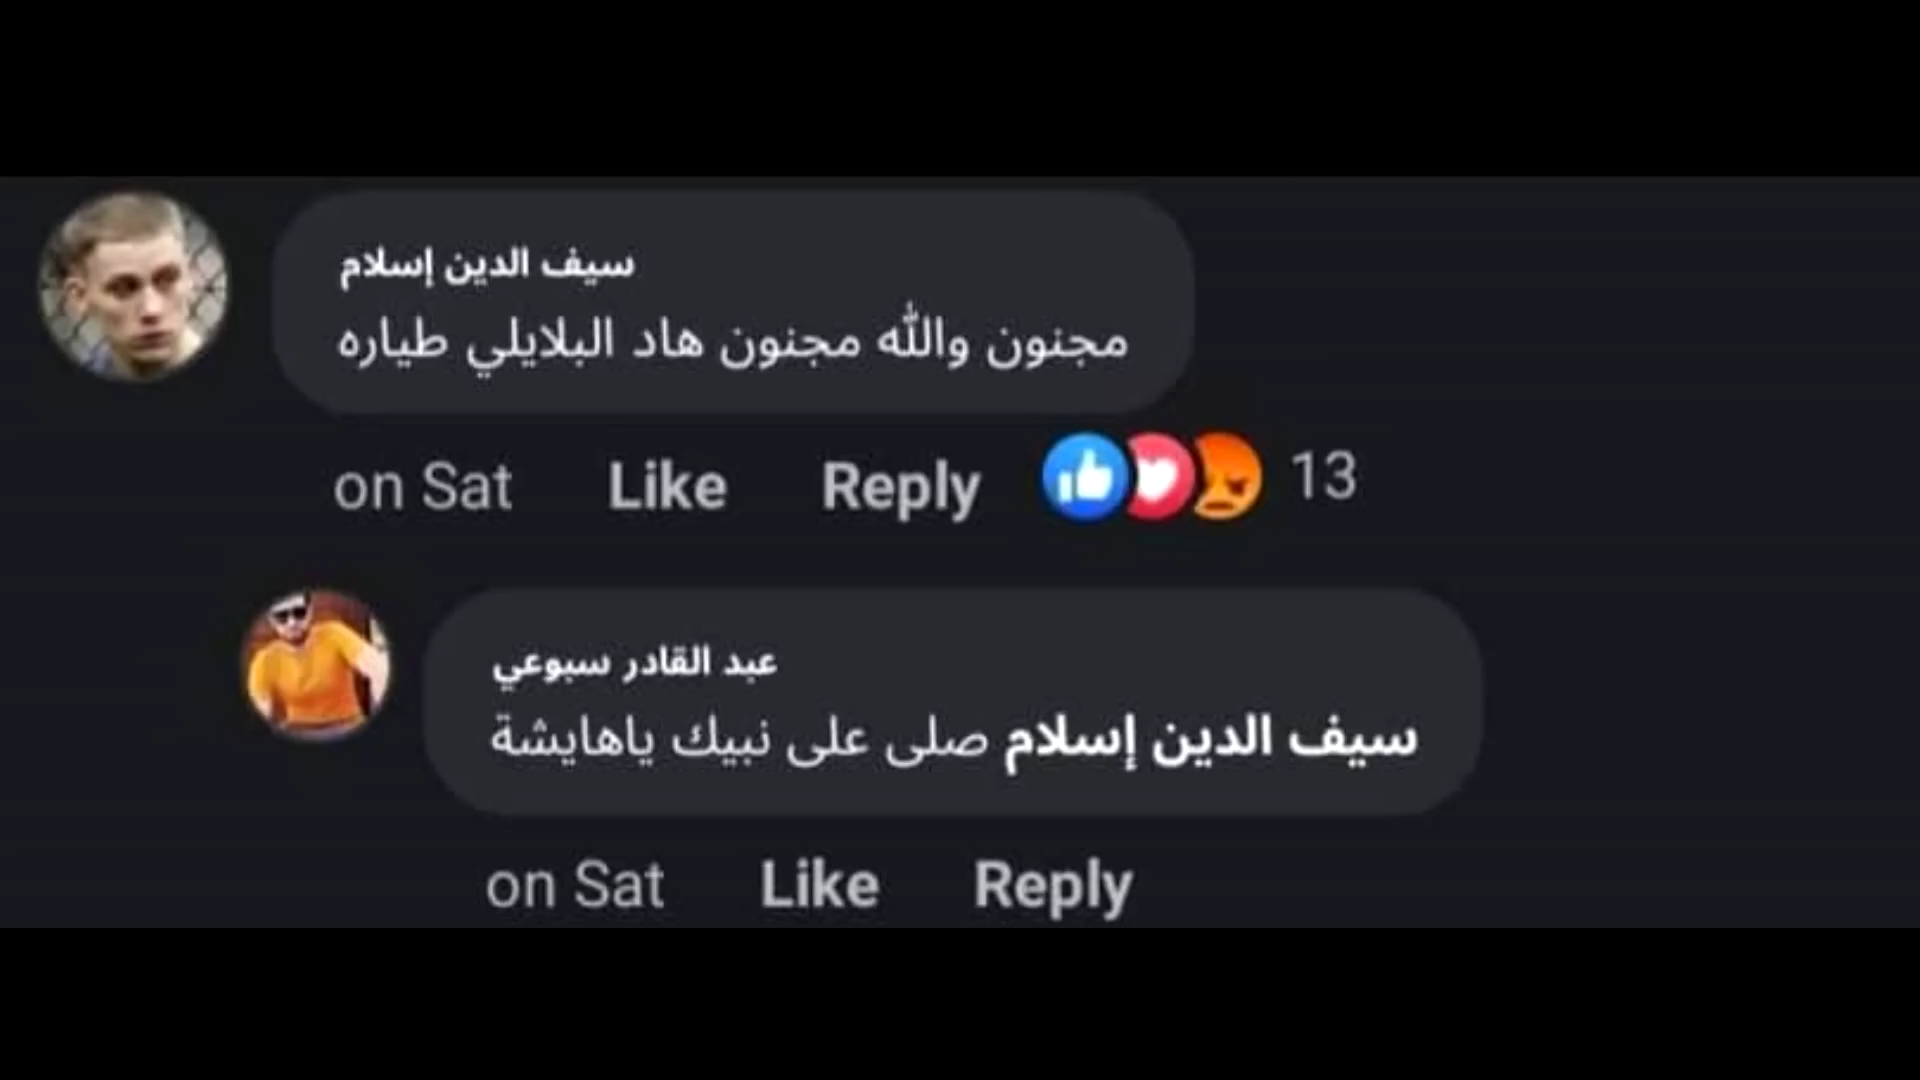 سيف الدين إسلام
مجنون والله مجنون هاد البلايلي طياره
on Sat Like Reply 13
عبد القادر سبوعي
سيف الدين إسلام صلى على نبيك ياهايشة
on Sat Like Reply